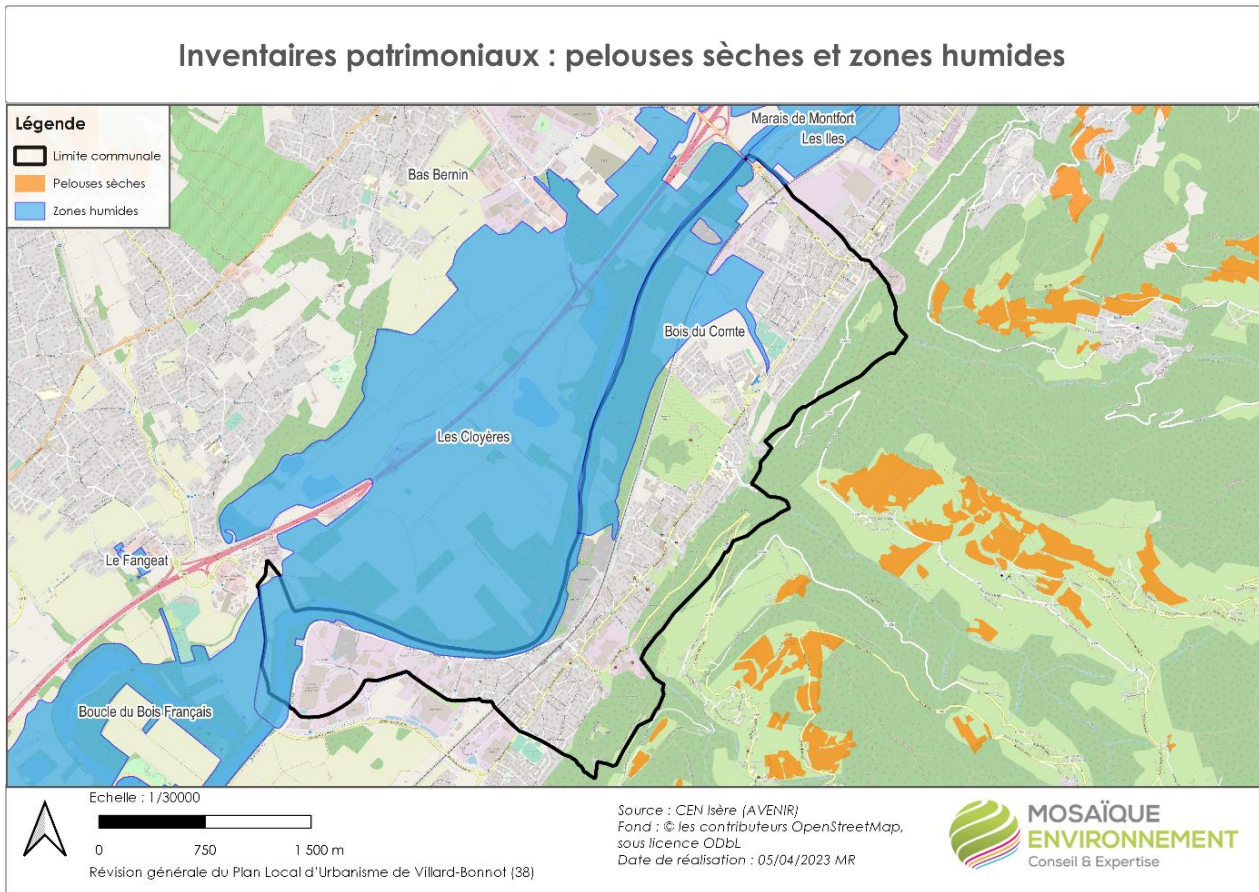 Inventaires patrimoniaux : pelouses sèches et zones humides
Légende
Limite communale
Pelouses sèches
Zones humides
Marais de Montfort
Les Iles
Bas Bernin
Bois du Comte
Les Cloyères
Le Fangeat
Boucle du Bois Français
Echelle : 1/30000
0 750 1 500 m
Révision générale du Plan Local d'Urbanisme de Villard-Bonnot (38)
Source : CEN Isère (AVENIR)
Fond : © les contributeurs OpenStreetMap,
sous licence ODbL
Date de réalisation : 05/04/2023 MR
MOSAÏQUE
ENVIRONNEMENT
Conseil & Expertise